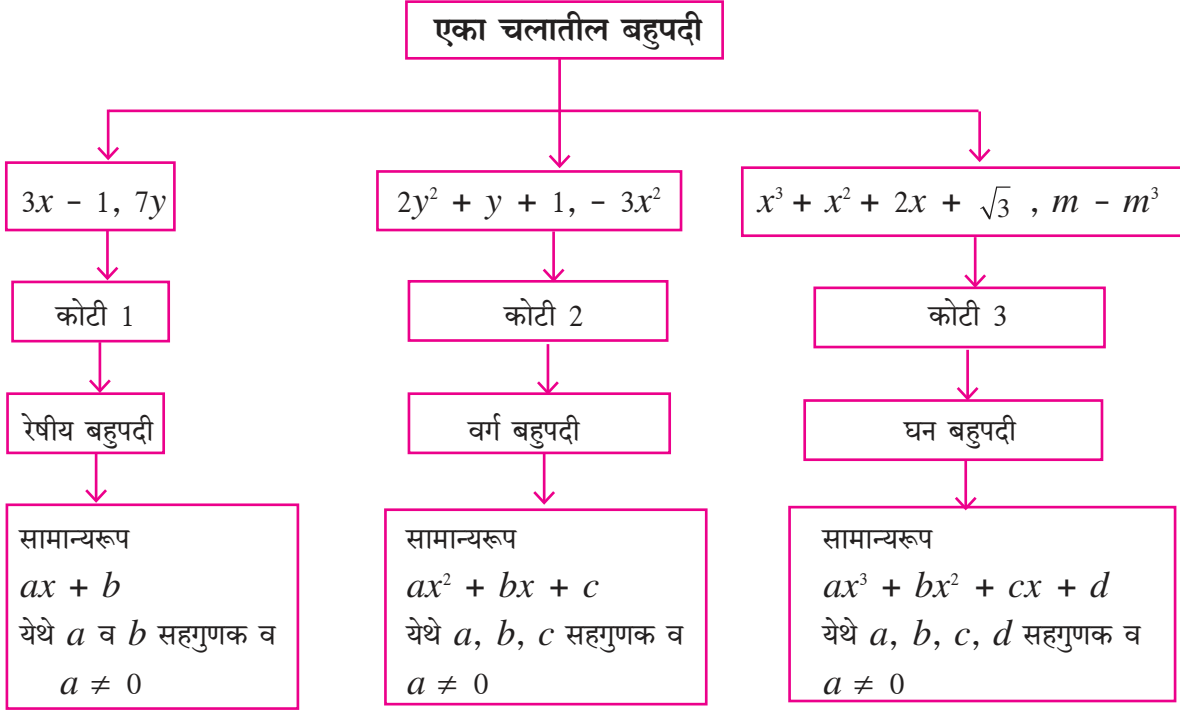 एका चलातील बहुपदी
3x - 1, 7y
2y² + y + 1, - 3x²
x³ + x² + 2x + √3 , m - m³
कोटी 1
कोटी 2
कोटी 3
रेषीय बहुपदी
वर्ग बहुपदी
घन बहुपदी
सामान्यरूप
ax + b
येथे a व b सहगुणक व
a ≠ 0
सामान्यरूप
ax² + bx + c
येथे a, b, c सहगुणक व
a ≠ 0
सामान्यरूप
ax³ + bx² + cx + d
येथे a, b, c, d सहगुणक व
a ≠ 0